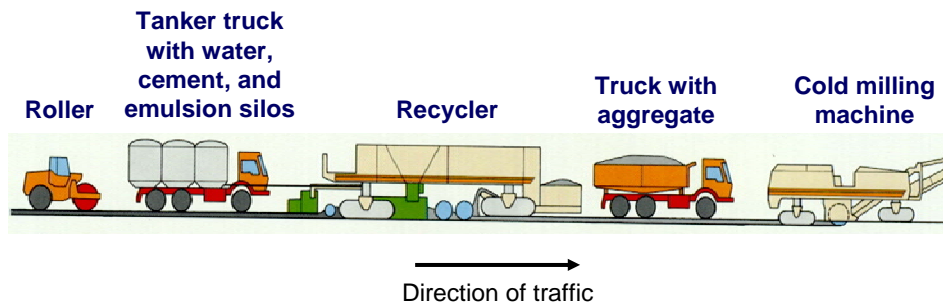 Tanker truck
with water,
cement, and
emulsion silos
Roller
Recycler
Truck with
aggregate
Cold milling
machine
Direction of traffic